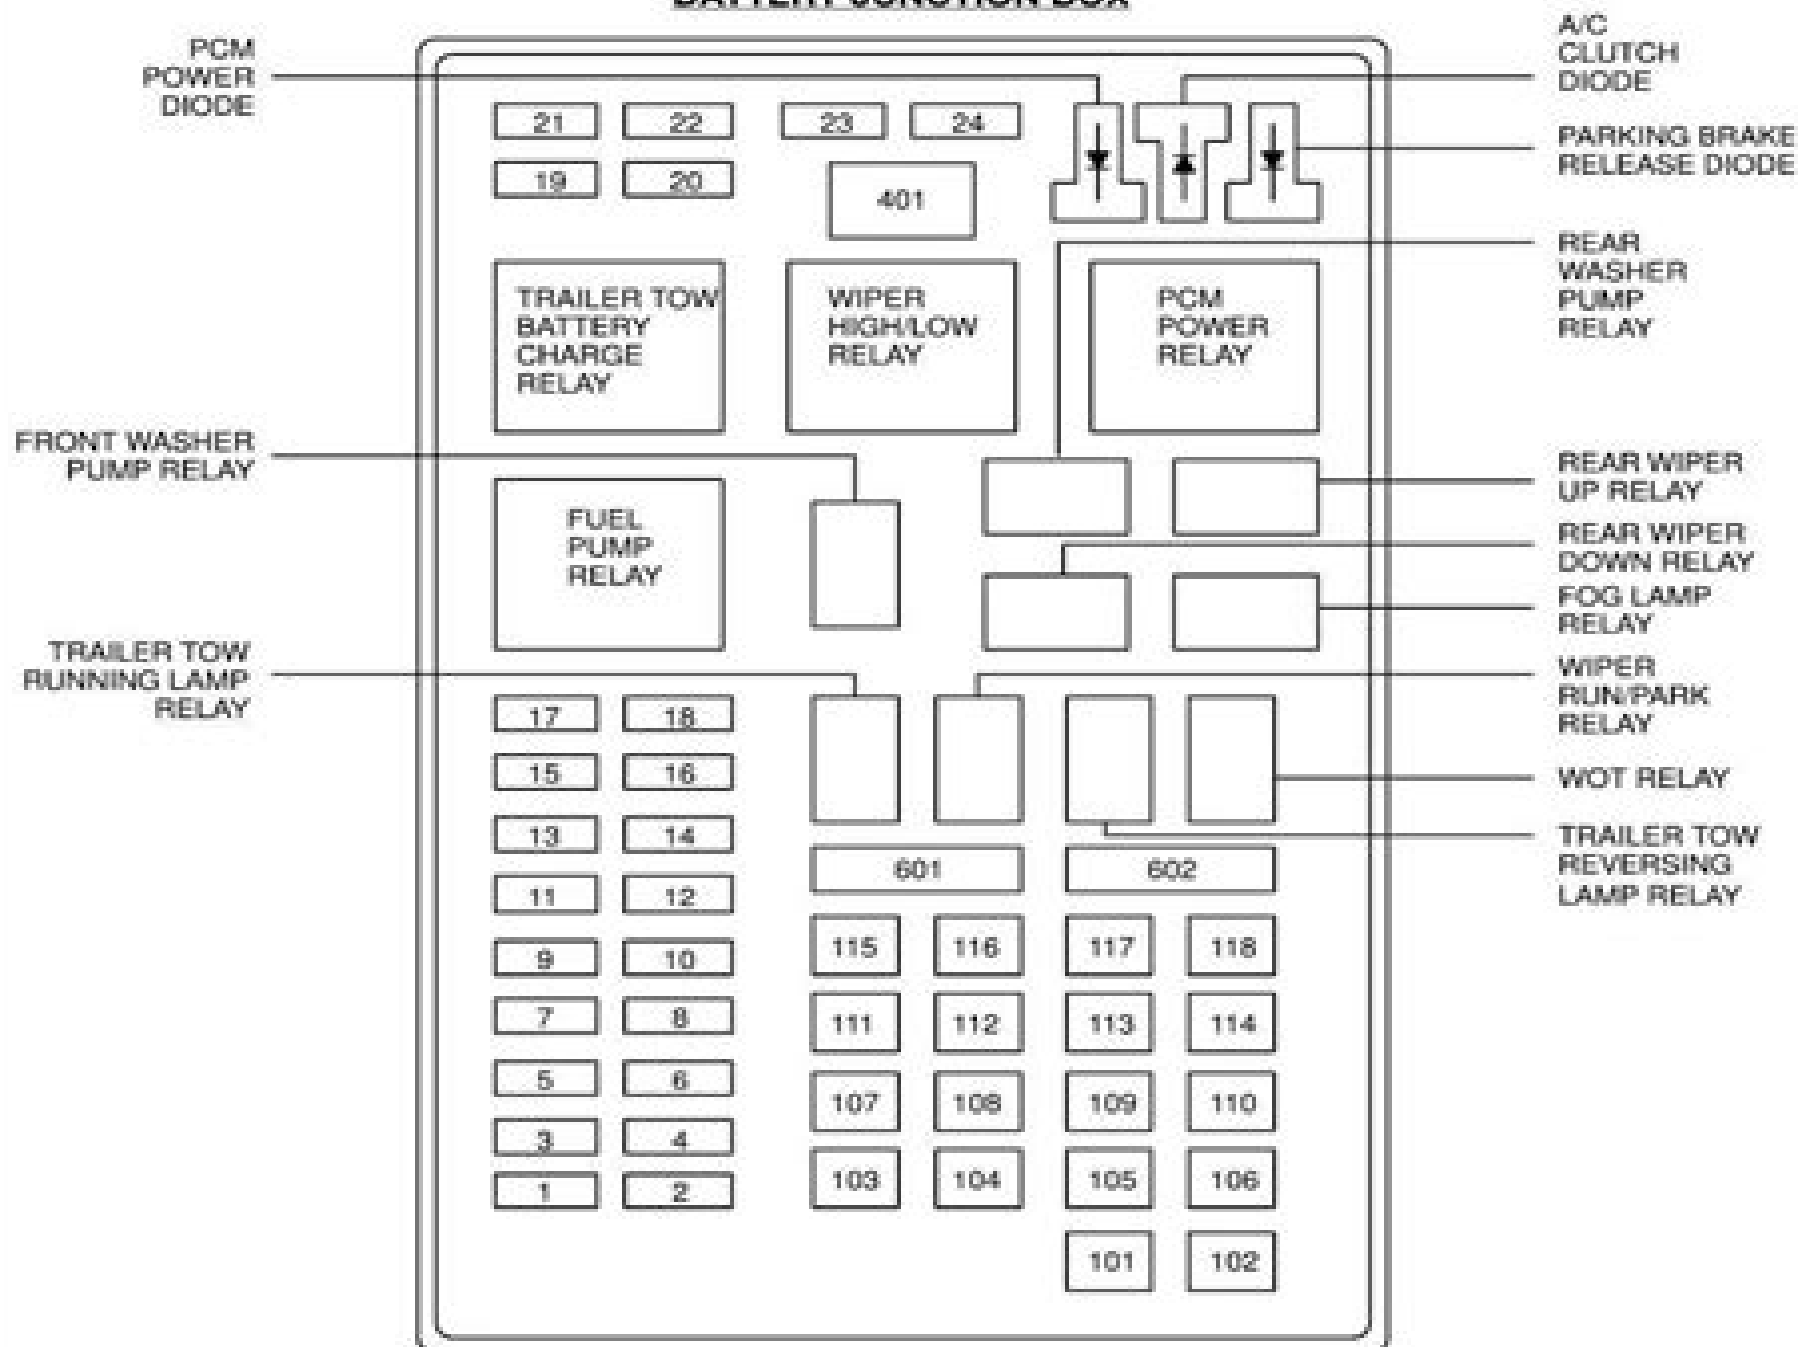 BATTERY JUNCTION BOX
PCM
POWER
DIODE
A/C
CLUTCH
DIODE
PARKING BRAKE
RELEASE DIODE
21 22 23 24
19 20
401
REAR
WASHER
PUMP
RELAY
TRAILER TOW
BATTERY
CHARGE
RELAY
WIPER
HIGH/LOW
RELAY
PCM
POWER
RELAY
FRONT WASHER
PUMP RELAY
REAR WIPER
UP RELAY
FUEL
PUMP
RELAY
REAR WIPER
DOWN RELAY
FOG LAMP
RELAY
TRAILER TOW
RUNNING LAMP
RELAY
WIPER
RUN/PARK
RELAY
17 18
15 16
WOT RELAY
13 14
TRAILER TOW
REVERSING
LAMP RELAY
601 602
11 12
115 116 117 118
9 10
7 8
111 112 113 114
5 6
107 108 109 110
3 4
103 104 105 106
1 2
101 102